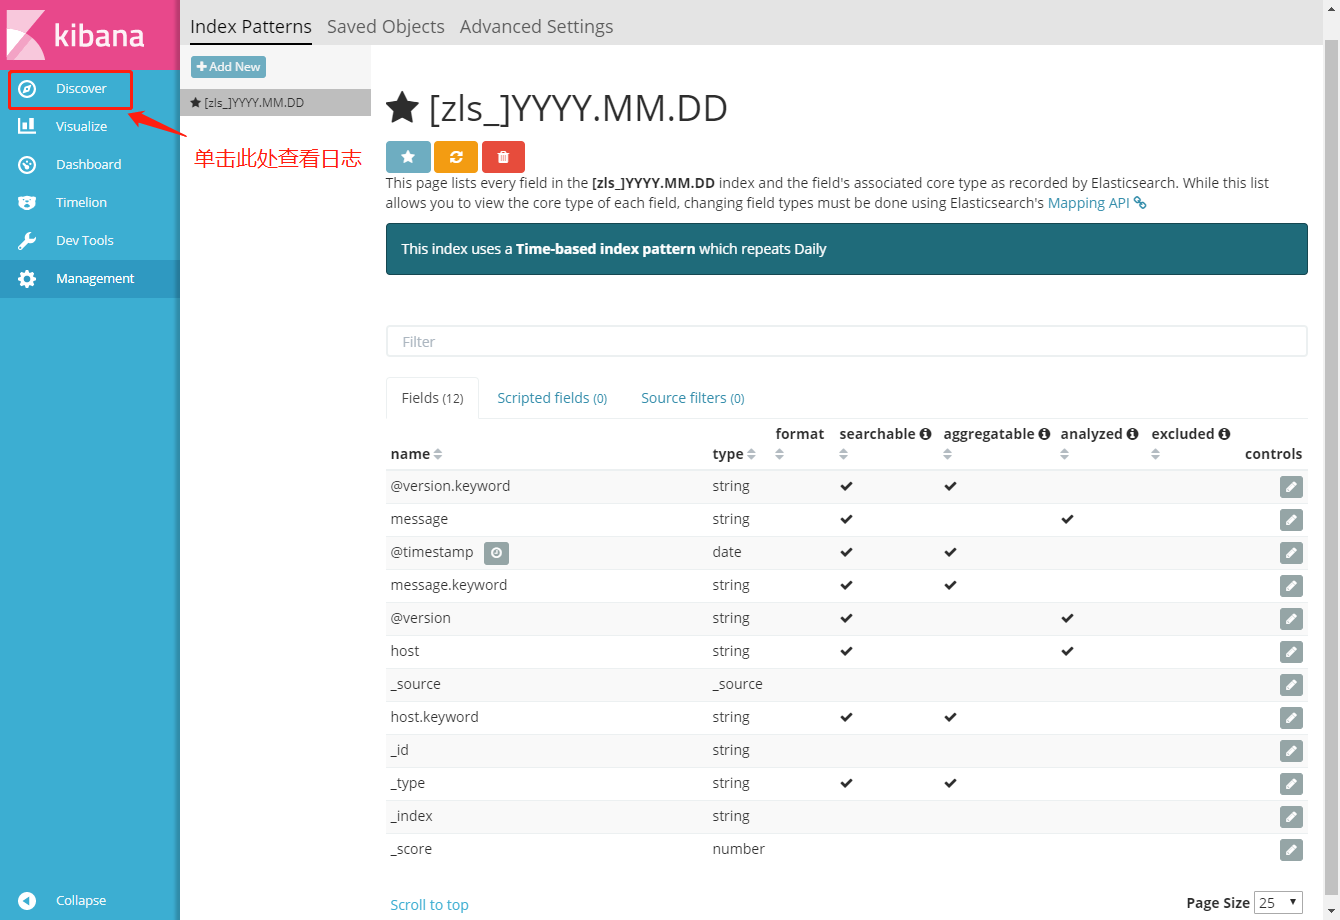 kibana
Discover
Visualize
Dashboard
Timelion
Dev Tools
Management
Collapse
单击此处查看日志
Index Patterns Saved Objects Advanced Settings
Add New
[zls_]YYYY.MM.DD
[zls_]YYYY.MM.DD
This page lists every field in the [zls_]YYYY.MM.DD index and the field's associated core type as recorded by Elasticsearch. While this list
allows you to view the core type of each field, changing field types must be done using Elasticsearch's Mapping API
This index uses a Time-based index pattern which repeats Daily
Filter
Fields (12) Scripted fields (0) Source filters (0)
name type format searchable aggregatable analyzed excluded controls
@version.keyword string
message string
@timestamp date
message.keyword string
@version string
host string
_source _source
host.keyword string
_id string
_type string
_index string
_score number
Scroll to top Page Size 25